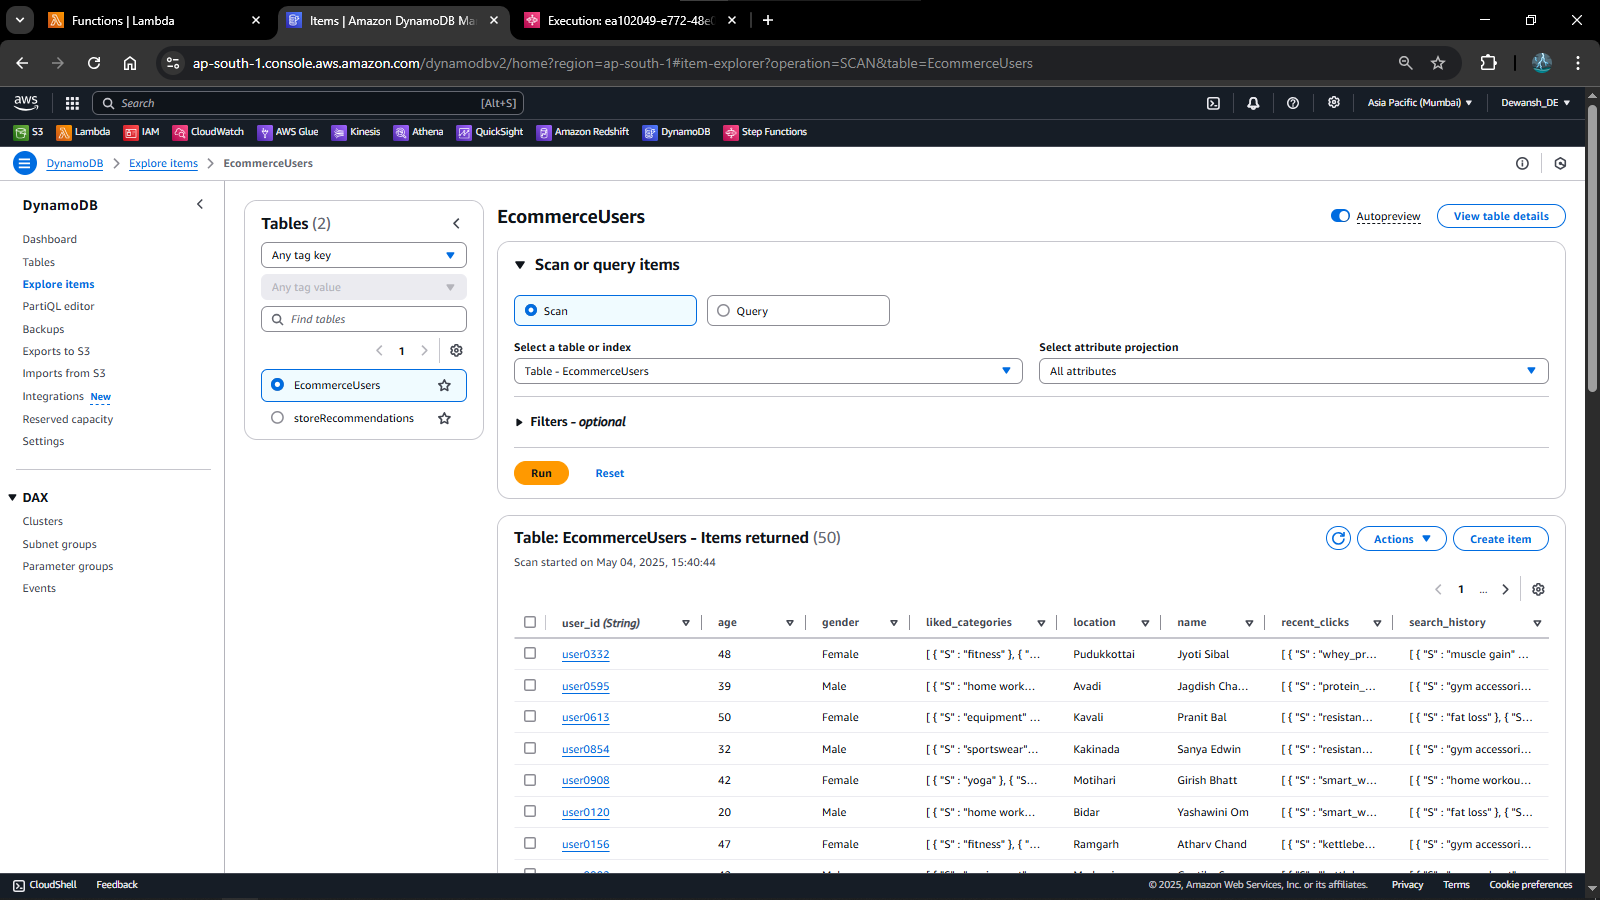 Functions | Lambda
Items | Amazon DynamoDB Ma
Execution: ea102049-e772-48e0
ap-south-1.console.aws.amazon.com/dynamodbv2/home?region=ap-south-1#item-explorer?operation=SCAN&table=EcommerceUsers
aws
Search
[Alt+S]
Asia Pacific (Mumbai)
Dewansh_DE
S3
Lambda
IAM
CloudWatch
AWS Glue
Kinesis
Athena
QuickSight
Amazon Redshift
DynamoDB
Step Functions
DynamoDB
Explore items
EcommerceUsers
DynamoDB
Dashboard
Tables
Explore items
PartiQL editor
Backups
Exports to S3
Imports from S3
Integrations New
Reserved capacity
Settings
DAX
Clusters
Subnet groups
Parameter groups
Events
Tables (2)
Any tag key
Any tag value
Find tables
1
EcommerceUsers
storeRecommendations
EcommerceUsers
Autopreview
View table details
Scan or query items
Scan
Query
Select a table or index
Table - EcommerceUsers
Select attribute projection
All attributes
Filters - optional
Run
Reset
Table: EcommerceUsers - Items returned (50)
Scan started on May 04, 2025, 15:40:44
Actions
Create item
1 ...
user_id (String) age gender liked_categories location name recent_clicks search_history
user0332 48 Female [ { "S" : "fitness" }, { "... Pudukkottai Jyoti Sibal [ { "S" : "whey_pr... [ { "S" : "muscle gain" ...
user0595 39 Male [ { "S" : "home work... Avadi Jagdish Cha... [ { "S" : "protein_... [ { "S" : "gym accessori...
user0613 50 Female [ { "S" : "equipment" ... Kavali Pranit Bal [ { "S" : "resistan... [ { "S" : "fat loss" }, { "S...
user0854 32 Male [ { "S" : "sportswear"... Kakinada Sanya Edwin [ { "S" : "resistan... [ { "S" : "gym accessori...
user0908 42 Female [ { "S" : "yoga" }, { "S... Motihari Girish Bhatt [ { "S" : "smart_w... [ { "S" : "home workou...
user0120 20 Male [ { "S" : "home work... Bidar Yashawini Om [ { "S" : "smart_w... [ { "S" : "fat loss" }, { "S...
user0156 47 Female [ { "S" : "fitness" }, { "... Ramgarh Atharv Chand [ { "S" : "kettlebe... [ { "S" : "gym accessori...
CloudShell
Feedback
© 2025, Amazon Web Services, Inc. or its affiliates.
Privacy
Terms
Cookie preferences